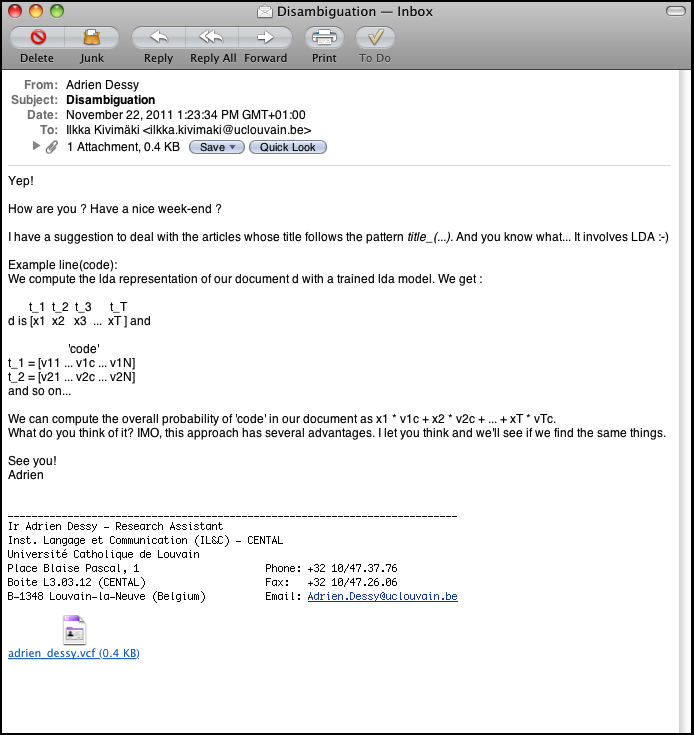 Disambiguation — Inbox
Delete Junk Reply Reply All Forward Print To Do
From: Adrien Dessy
Subject: Disambiguation
Date: November 22, 2011 1:23:34 PM GMT+01:00
To: Ilkka Kivimäki <ilkka.kivimaki@uclouvain.be>
1 Attachment, 0.4 KB Save Quick Look
Yep!
How are you ? Have a nice week-end ?
I have a suggestion to deal with the articles whose title follows the pattern title_(...). And you know what... It involves LDA :-)
Example line(code):
We compute the lda representation of our document d with a trained lda model. We get :
t_1 t_2 t_3 t_T
d is [x1 x2 x3 ... xT ] and
'code'
t_1 = [v11 ... v1c ... v1N]
t_2 = [v21 ... v2c ... v2N]
and so on...
We can compute the overall probability of 'code' in our document as x1 * v1c + x2 * v2c + ... + xT * vTc.
What do you think of it? IMO, this approach has several advantages. I let you think and we'll see if we find the same things.
See you!
Adrien
Ir Adrien Dessy - Research Assistant
Inst. Langage et Communication (IL&C) - CENTAL
Université Catholique de Louvain
Place Blaise Pascal, 1 Phone: +32 10/47.37.76
Boite L3.03.12 (CENTAL) Fax: +32 10/47.26.06
B-1348 Louvain-la-Neuve (Belgium) Email: Adrien.Dessy@uclouvain.be
adrien_dessy.vcf (0.4 KB)